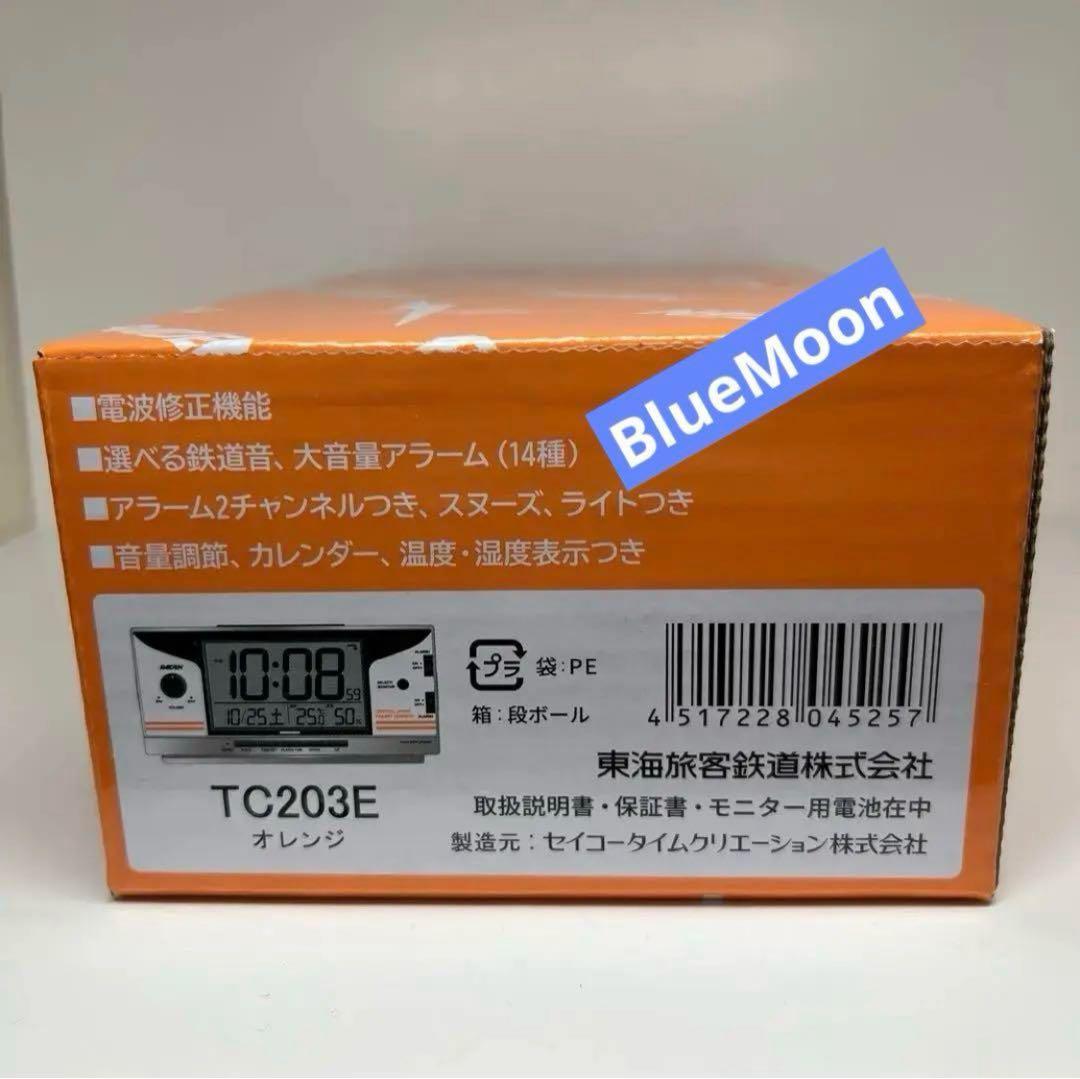 BlueMoon
■電波修正機能
■選べる鉄道音、大音量アラーム(14種)
■アラーム2チャンネルつき、スヌーズ、ライトつき
■音量調節、カレンダー、温度・湿度表示つき
RAIDEN
ALARM
10:08 59
10/25 土 25℃ 50%
ALARM
TC203E
オレンジ
プラ 袋:PE
箱:段ボール
4 517228 045257
東海旅客鉄道株式会社
取扱説明書・保証書・モニター用電池在中
製造元:セイコータイムクリエーション株式会社